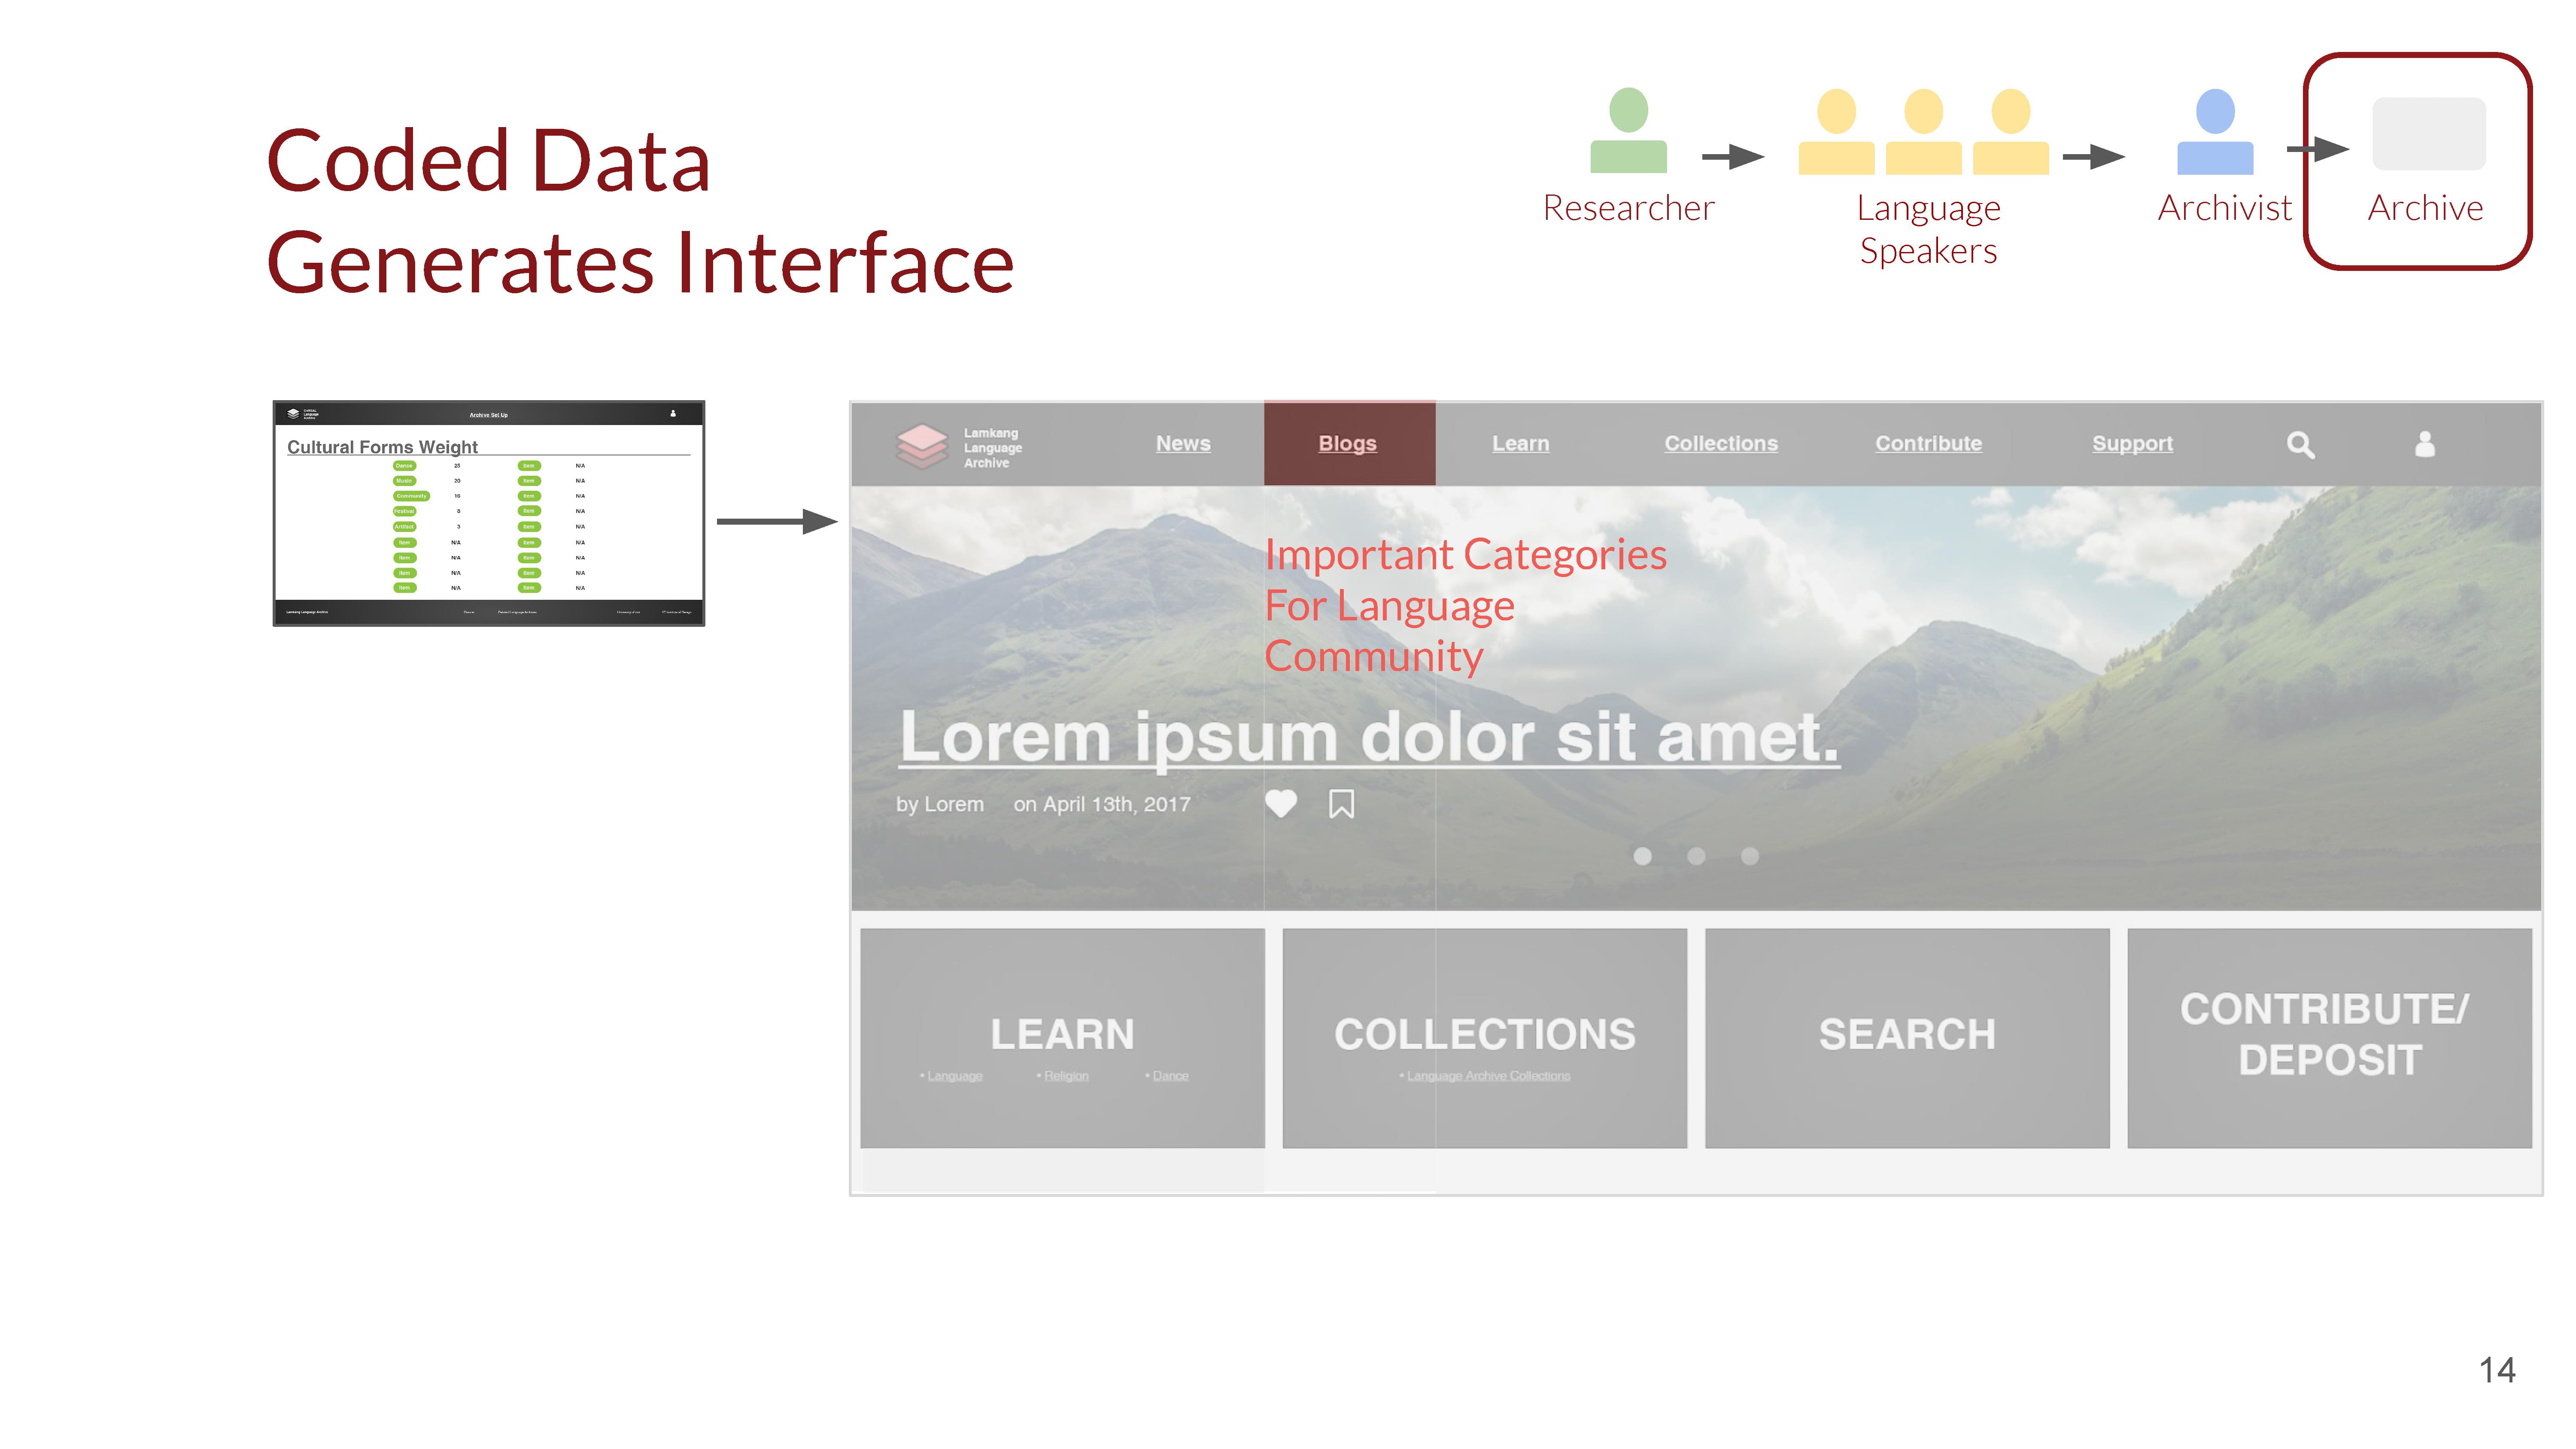 Coded Data
Generates Interface
Researcher
Language
Speakers
Archivist
Archive
Archive Set Up
Cultural Forms Weight
Dance 25 Item N/A
Music 20 Item N/A
Community 16 Item N/A
Festival 8 Item N/A
Artifact 3 Item N/A
Item N/A Item N/A
Item N/A Item N/A
Item N/A Item N/A
Item N/A Item N/A
Lamkang Language Archive
Lamkang
Language
Archive
News Blogs Learn Collections Contribute Support
Important Categories
For Language
Community
Lorem ipsum dolor sit amet.
by Lorem on April 13th, 2017
LEARN
• Language • Religion • Dance
COLLECTIONS
• Language Archive Collections
SEARCH
CONTRIBUTE/
DEPOSIT
14